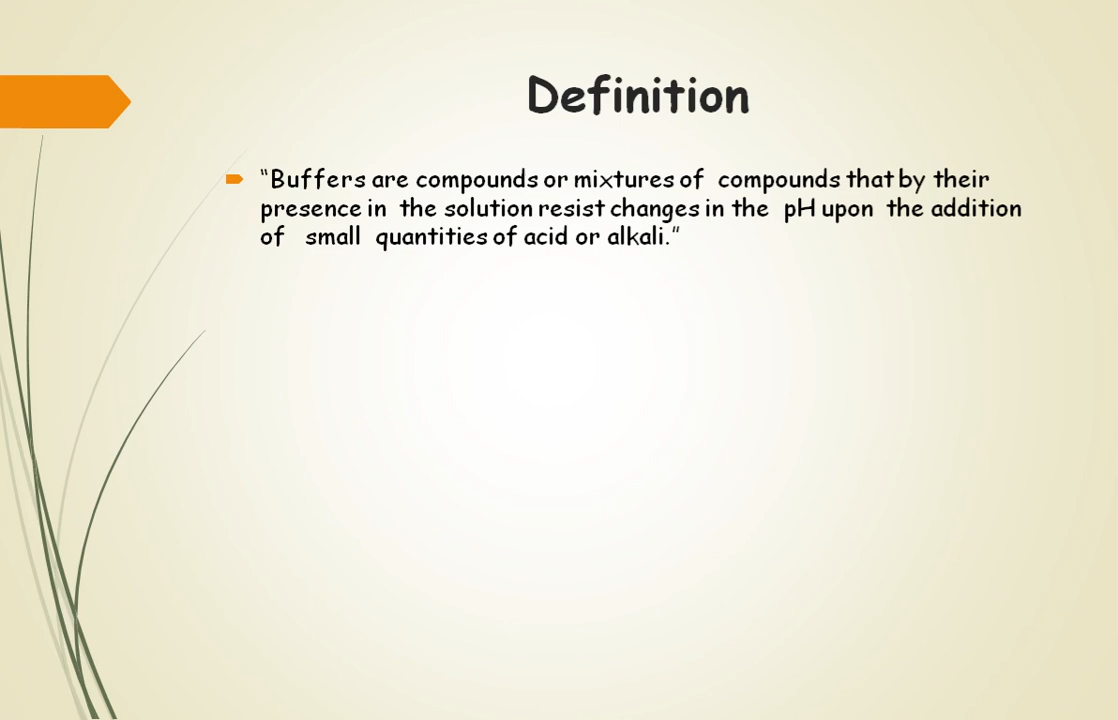 Definition
"Buffers are compounds or mixtures of compounds that by their
presence in the solution resist changes in the pH upon the addition
of small quantities of acid or alkali."